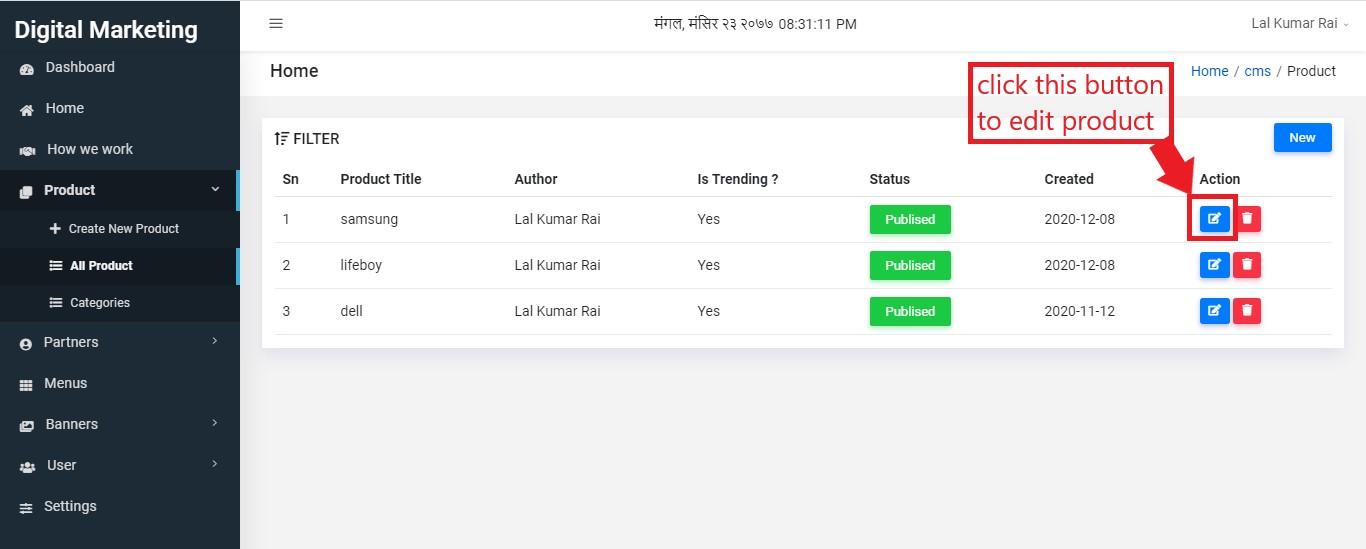 Digital Marketing
मंगल, मंसिर २३ २०७७ 08:31:11 PM
Lal Kumar Rai
Dashboard
Home
How we work
Product
Create New Product
All Product
Categories
Partners
Menus
Banners
User
Settings
Home
Home / cms / Product
click this button
to edit product
FILTER
New
Sn Product Title Author Is Trending ? Status Created Action
1 samsung Lal Kumar Rai Yes Publised 2020-12-08
2 lifeboy Lal Kumar Rai Yes Publised 2020-12-08
3 dell Lal Kumar Rai Yes Publised 2020-11-12